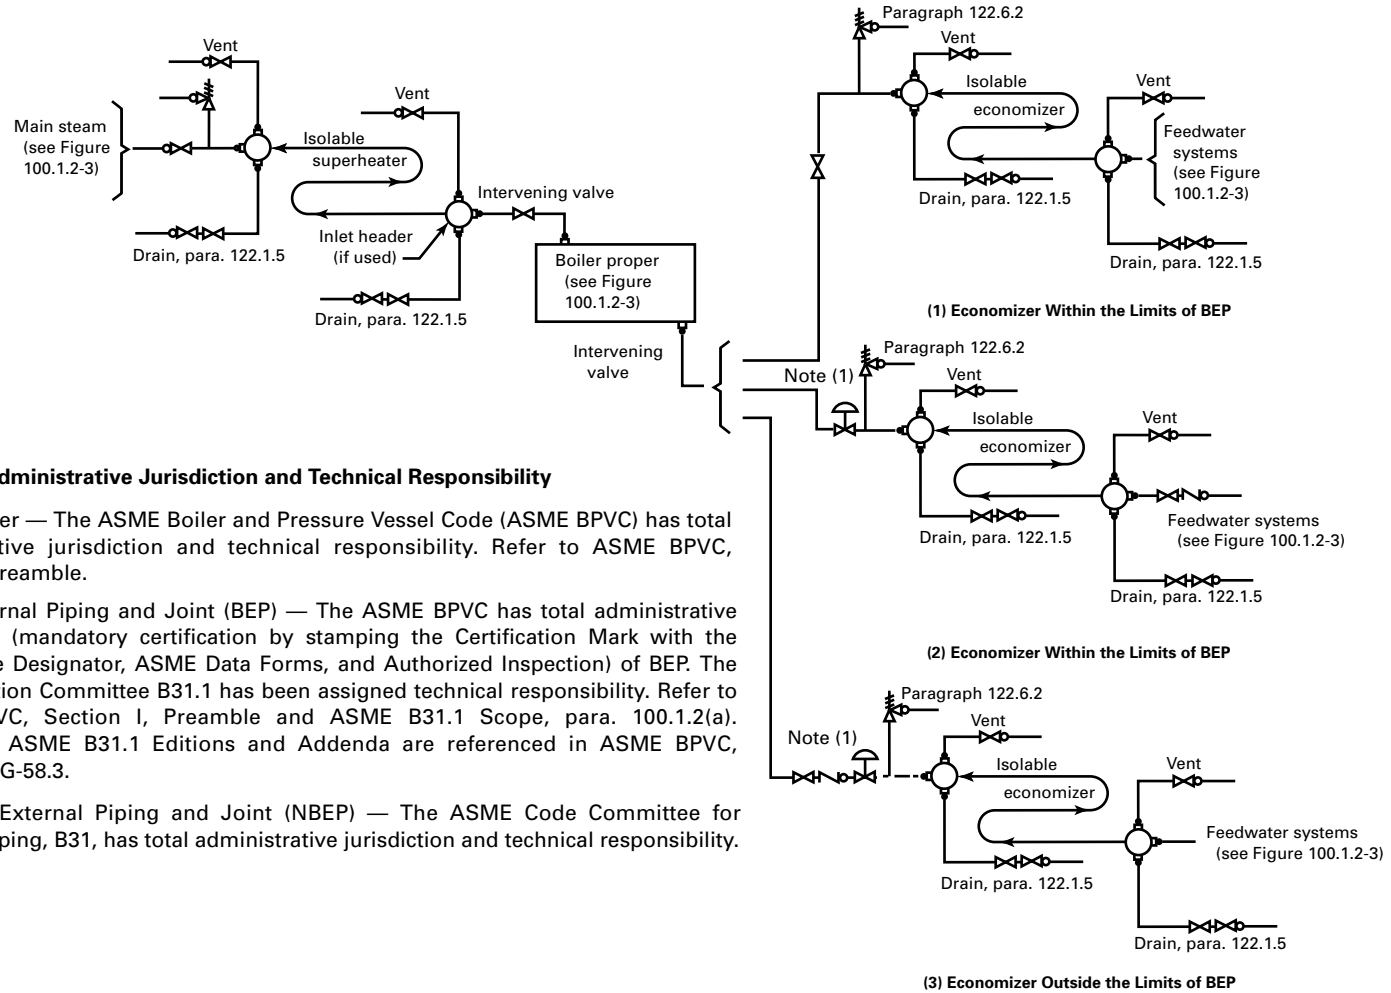 Vent
Main steam
(see Figure
100.1.2-3)
Isolable
superheater
Drain, para. 122.1.5
Vent
Intervening valve
Inlet header
(if used)
Boiler proper
(see Figure
100.1.2-3)
Drain, para. 122.1.5
Intervening
valve
Paragraph 122.6.2
Vent
Isolable
economizer
Vent
Feedwater
systems
(see Figure
100.1.2-3)
Drain, para. 122.1.5
Drain, para. 122.1.5
(1) Economizer Within the Limits of BEP
Paragraph 122.6.2
Note (1)
Vent
Isolable
economizer
Vent
Feedwater systems
(see Figure 100.1.2-3)
Drain, para. 122.1.5
Drain, para. 122.1.5
(2) Economizer Within the Limits of BEP
Paragraph 122.6.2
Note (1)
Vent
Isolable
economizer
Vent
Feedwater systems
(see Figure 100.1.2-3)
Drain, para. 122.1.5
Drain, para. 122.1.5
(3) Economizer Outside the Limits of BEP
dministrative Jurisdiction and Technical Responsibility
er — The ASME Boiler and Pressure Vessel Code (ASME BPVC) has total
tive jurisdiction and technical responsibility. Refer to ASME BPVC,
reamble.
rnal Piping and Joint (BEP) — The ASME BPVC has total administrative
(mandatory certification by stamping the Certification Mark with the
e Designator, ASME Data Forms, and Authorized Inspection) of BEP. The
tion Committee B31.1 has been assigned technical responsibility. Refer to
VC, Section I, Preamble and ASME B31.1 Scope, para. 100.1.2(a).
ASME B31.1 Editions and Addenda are referenced in ASME BPVC,
G-58.3.
External Piping and Joint (NBEP) — The ASME Code Committee for
ping, B31, has total administrative jurisdiction and technical responsibility.